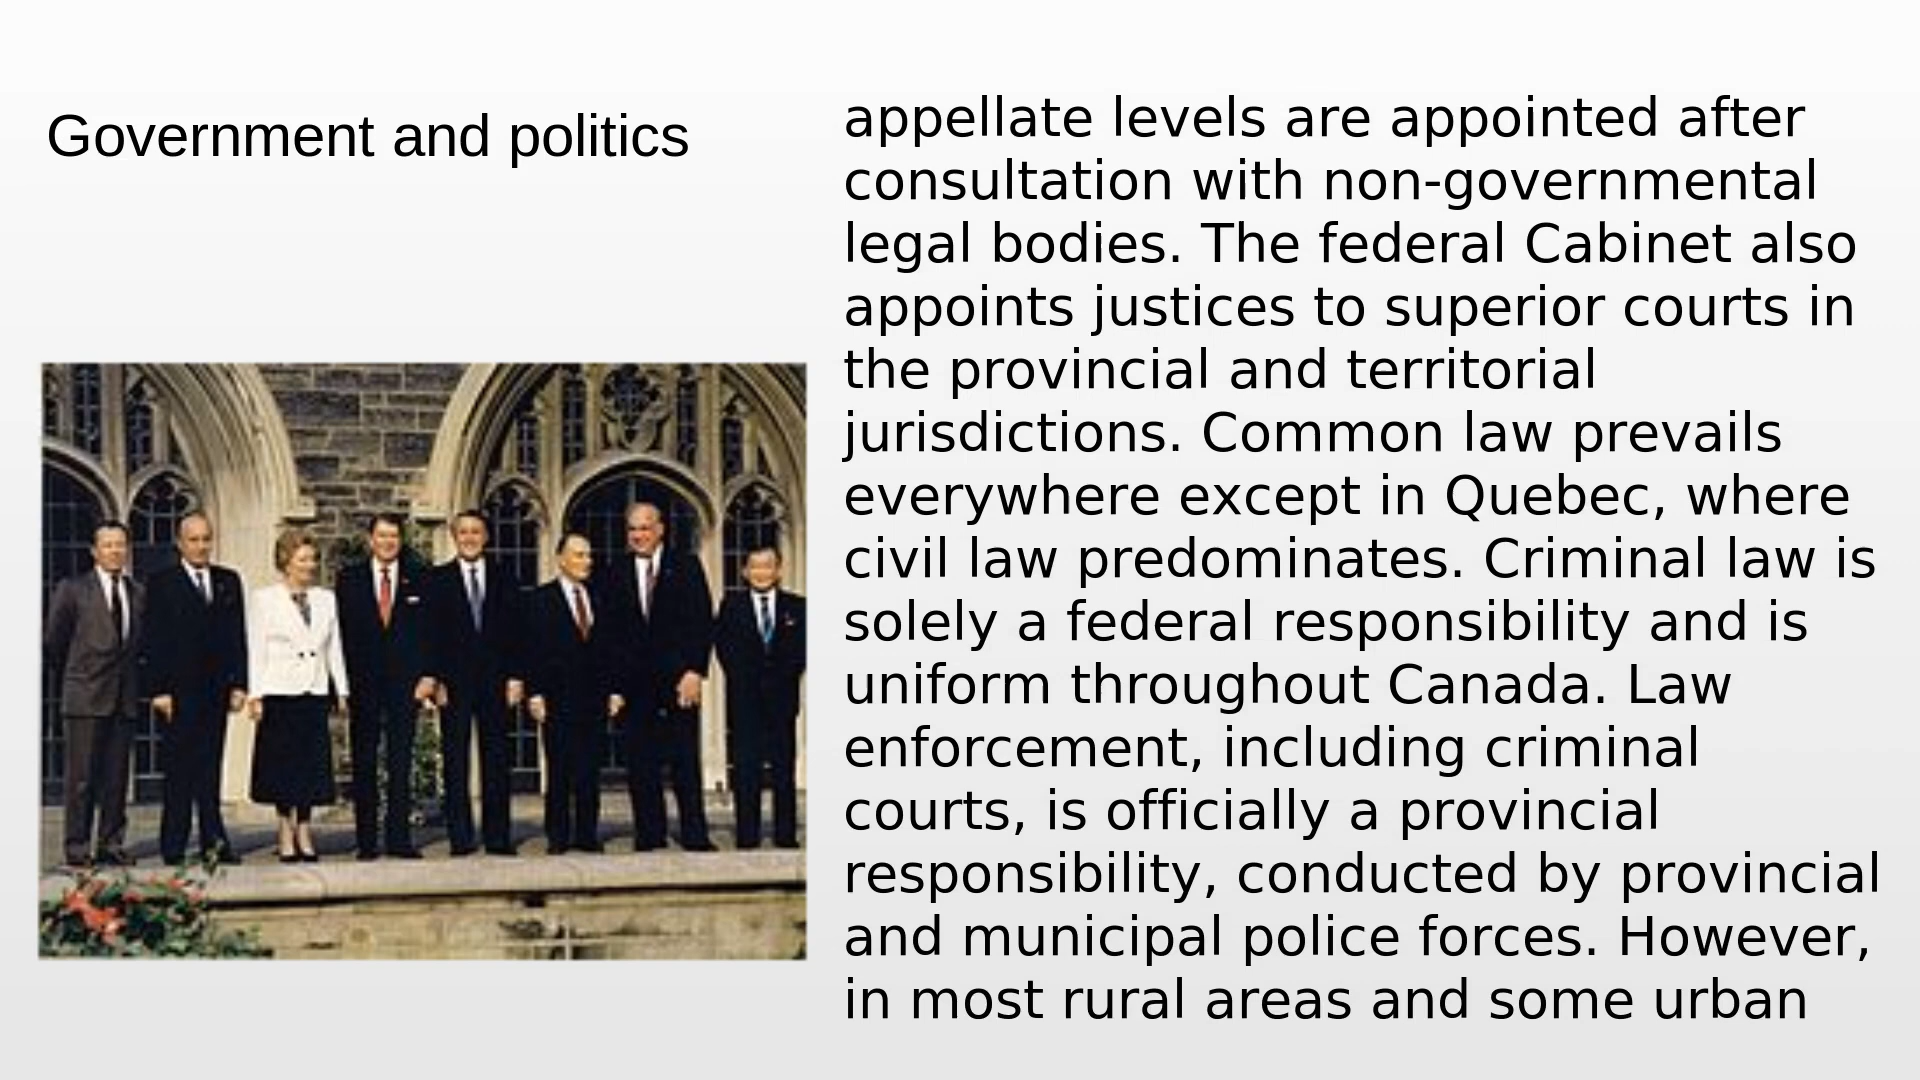 Government and politics
appellate levels are appointed after
consultation with non-governmental
legal bodies. The federal Cabinet also
appoints justices to superior courts in
the provincial and territorial
jurisdictions. Common law prevails
everywhere except in Quebec, where
civil law predominates. Criminal law is
solely a federal responsibility and is
uniform throughout Canada. Law
enforcement, including criminal
courts, is officially a provincial
responsibility, conducted by provincial
and municipal police forces. However,
in most rural areas and some urban